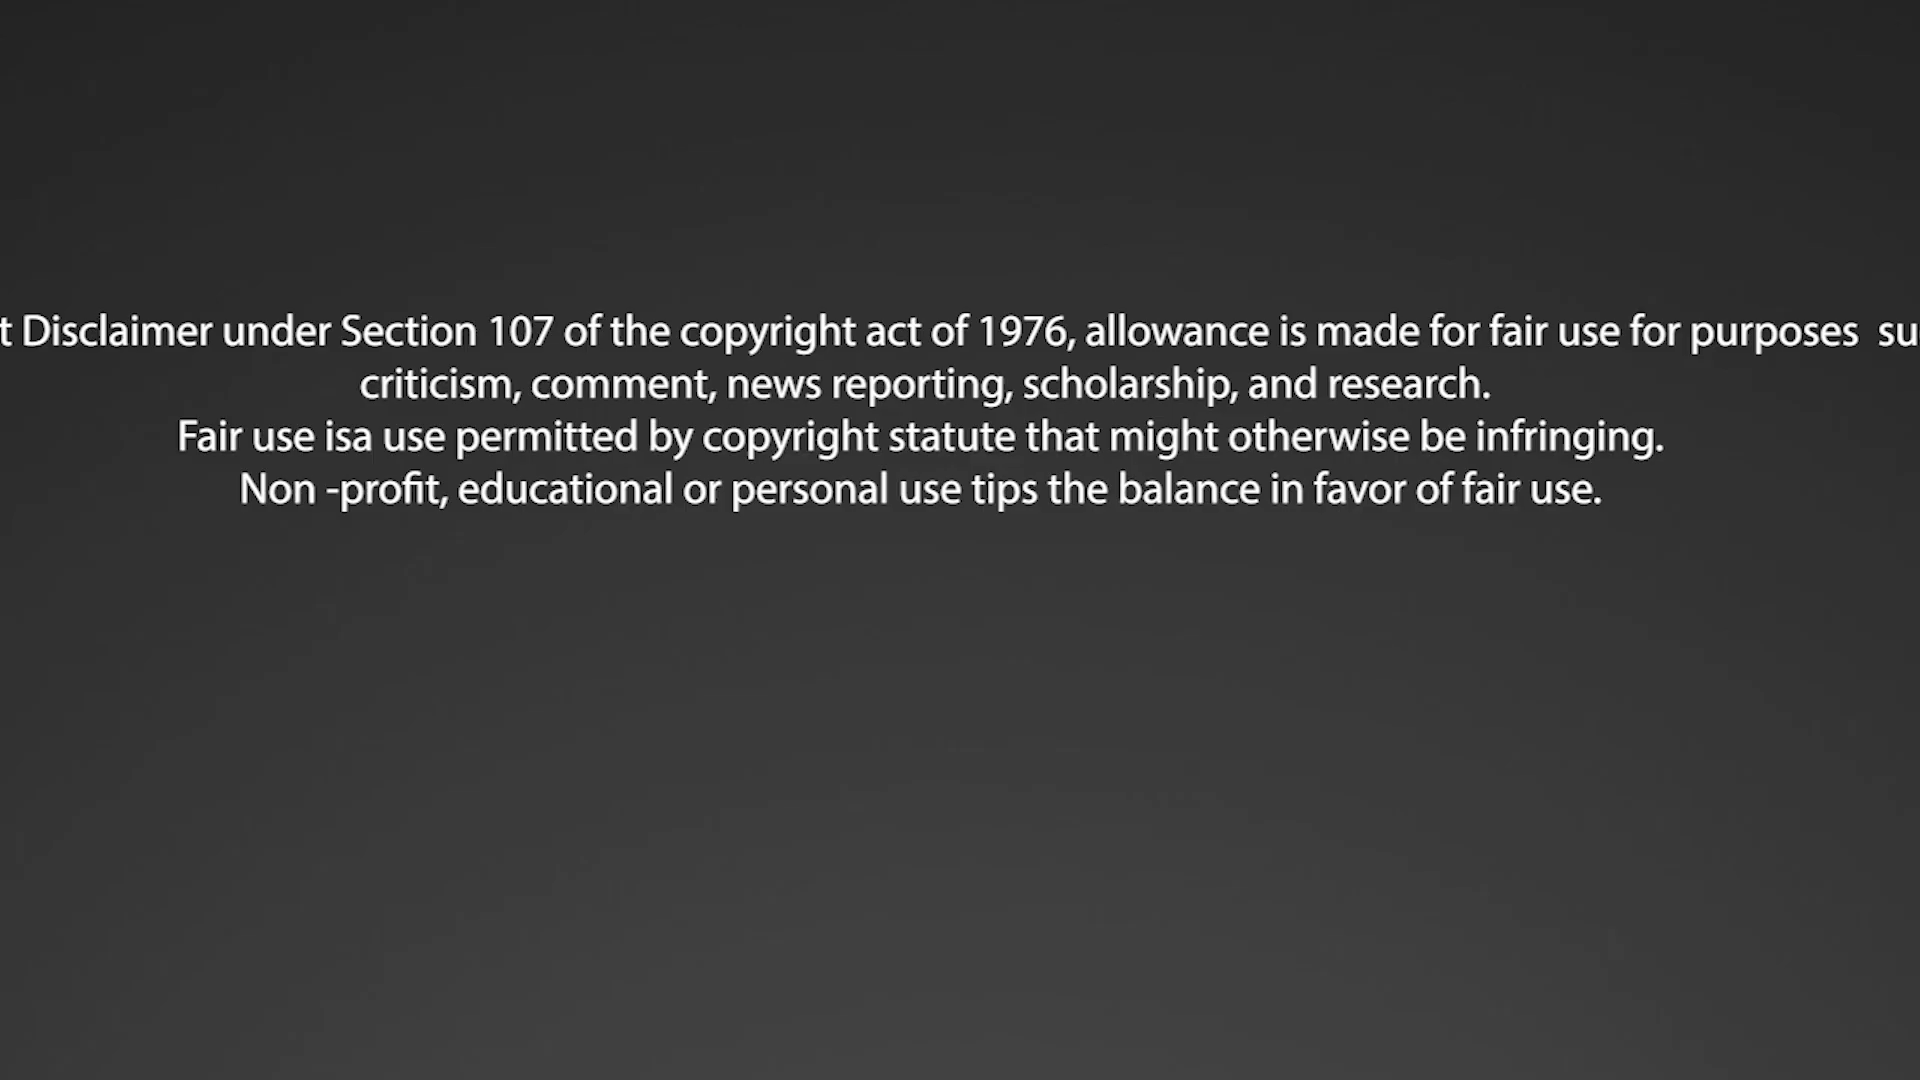 Disclaimer under Section 107 of the copyright act of 1976, allowance is made for fair use for purposes
criticism, comment, news reporting, scholarship, and research.
Fair use isa use permitted by copyright statute that might otherwise be infringing.
Non -profit, educational or personal use tips the balance in favor of fair use.